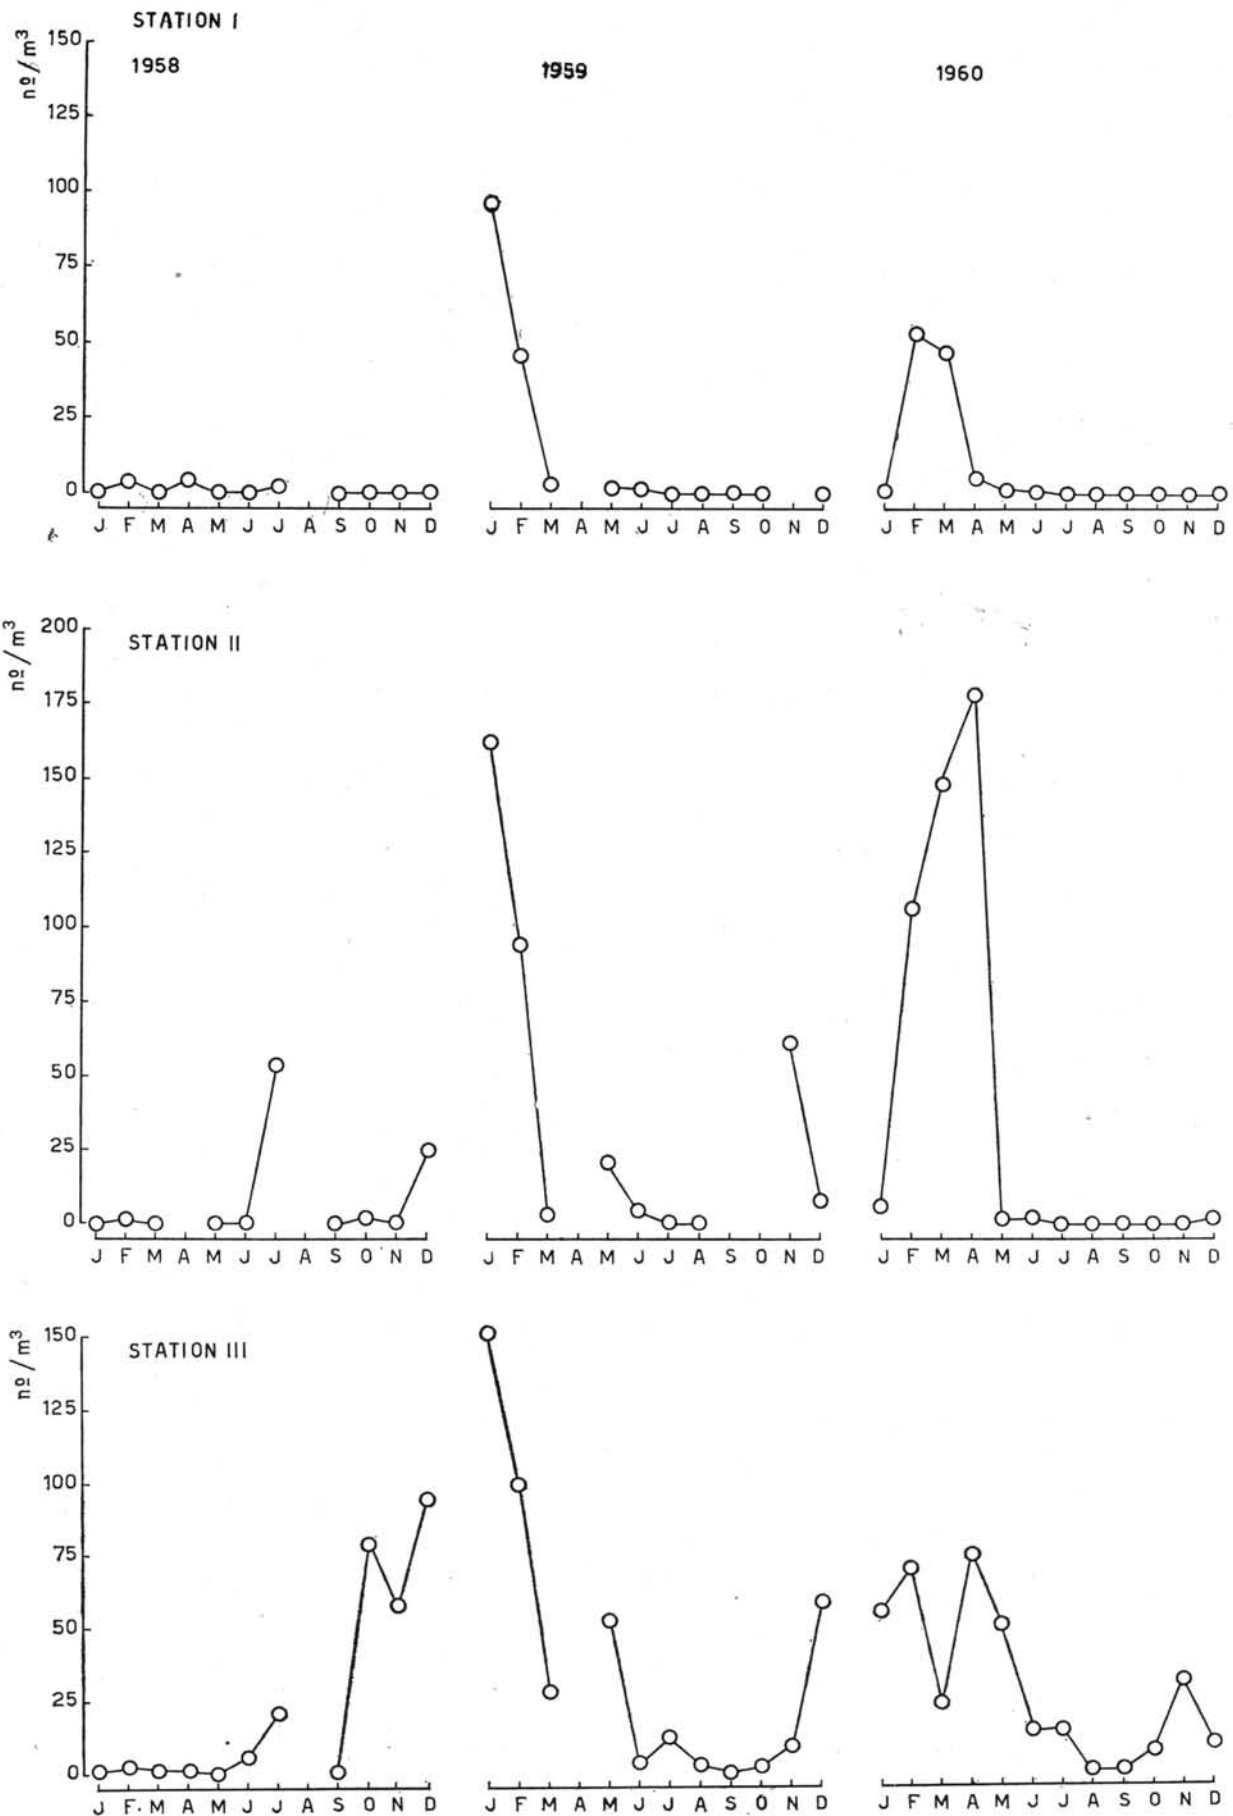 STATION I
nº/m³
1958 1959 1960
150
125
100
75
50
25
0
J F M A M J J A S O N D J F M A M J J A S O N D J F M A M J J A S O N D
STATION II
nº/m³
200
175
150
125
100
75
50
25
0
J F M A M J J A S O N D J F M A M J J A S O N D J F M A M J J A S O N D
STATION III
nº/m³
150
125
100
75
50
25
0
J F. M A M J J A S O N D J F M A M J J A S O N D J F M A M J J A S O N D